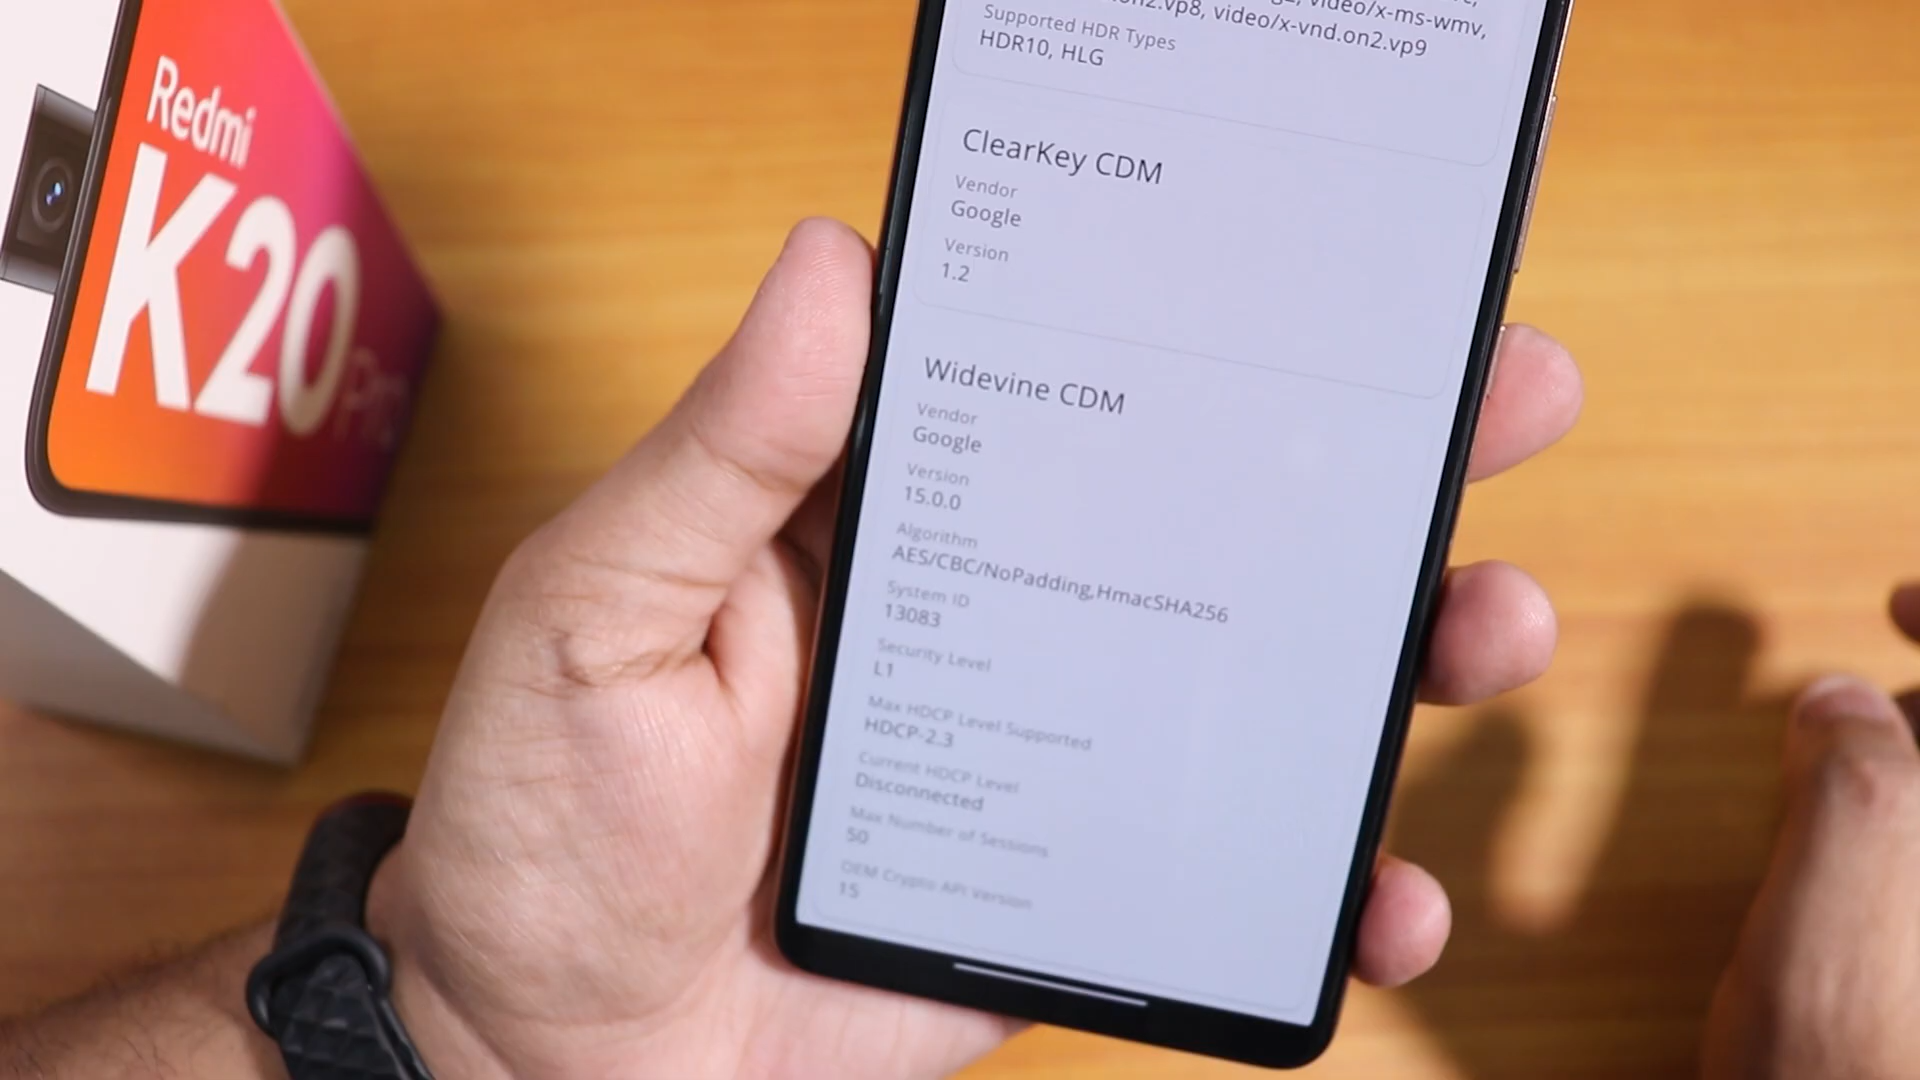 Redmi
K20
Pro
video/x-ms-wmv,
video/x-vnd.on2.vp9
Supported HDR Types
HDR10, HLG
ClearKey CDM
Vendor
Google
Version
1.2
Widevine CDM
Vendor
Google
Version
15.0.0
Algorithm
AES/CBC/NoPadding,HmacSHA256
System ID
13083
Security Level
L1
Max HDCP Level Supported
HDCP-2.3
Current HDCP Level
Disconnected
Max Number of Sessions
50
OEM Crypto API Version
15